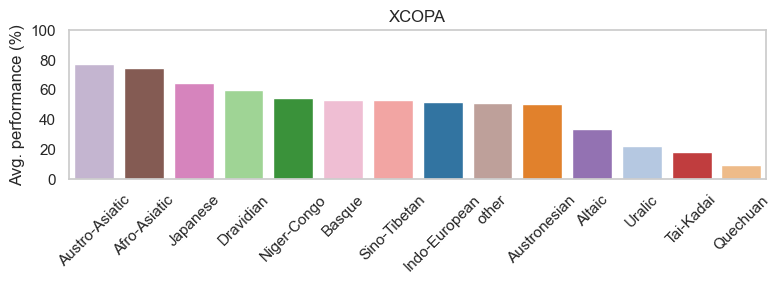 XCOPA
Avg. performance (%)
100
80
60
40
20
0
Austro-Asiatic
Afro-Asiatic
Japanese
Dravidian
Niger-Congo
Basque
Sino-Tibetan
Indo-European
other
Austronesian
Altaic
Uralic
Tai-Kadai
Quechuan